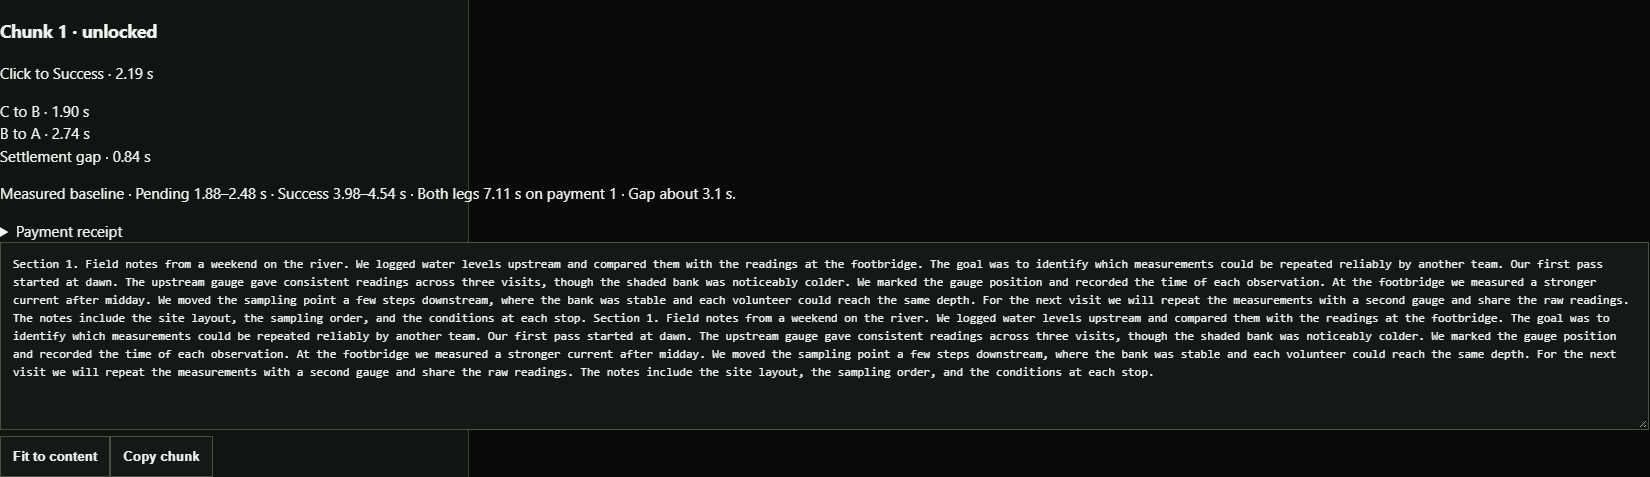 Chunk 1 · unlocked
Click to Success · 2.19 s
C to B · 1.90 s
B to A · 2.74 s
Settlement gap · 0.84 s
Measured baseline · Pending 1.88–2.48 s · Success 3.98–4.54 s · Both legs 7.11 s on payment 1 · Gap about 3.1 s.
Payment receipt
Section 1. Field notes from a weekend on the river. We logged water levels upstream and compared them with the readings at the footbridge. The goal was to identify which measurements could be repeated reliably by another team. Our first pass
started at dawn. The upstream gauge gave consistent readings across three visits, though the shaded bank was noticeably colder. We marked the gauge position and recorded the time of each observation. At the footbridge we measured a stronger
current after midday. We moved the sampling point a few steps downstream, where the bank was stable and each volunteer could reach the same depth. For the next visit we will repeat the measurements with a second gauge and share the raw readings.
The notes include the site layout, the sampling order, and the conditions at each stop. Section 1. Field notes from a weekend on the river. We logged water levels upstream and compared them with the readings at the footbridge. The goal was to
identify which measurements could be repeated reliably by another team. Our first pass started at dawn. The upstream gauge gave consistent readings across three visits, though the shaded bank was noticeably colder. We marked the gauge position
and recorded the time of each observation. At the footbridge we measured a stronger current after midday. We moved the sampling point a few steps downstream, where the bank was stable and each volunteer could reach the same depth. For the next
visit we will repeat the measurements with a second gauge and share the raw readings. The notes include the site layout, the sampling order, and the conditions at each stop.
Fit to content
Copy chunk